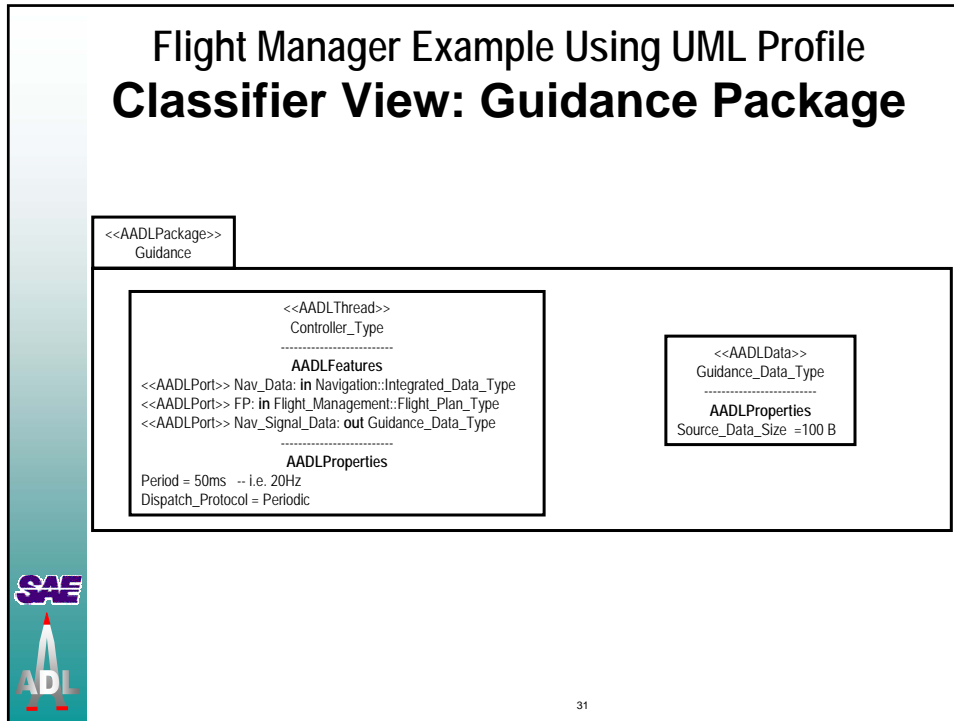 Flight Manager Example Using UML Profile
Classifier View: Guidance Package
<<AADLPackage>>
Guidance
<<AADLThread>>
Controller_Type
--------------------------
AADLFeatures
<<AADLPort>> Nav_Data: in Navigation::Integrated_Data_Type
<<AADLPort>> FP: in Flight_Management::Flight_Plan_Type
<<AADLPort>> Nav_Signal_Data: out Guidance_Data_Type
--------------------------
AADLProperties
Period = 50ms -- i.e. 20Hz
Dispatch_Protocol = Periodic
<<AADLData>>
Guidance_Data_Type
--------------------------
AADLProperties
Source_Data_Size =100 B
SAE
ADL
31